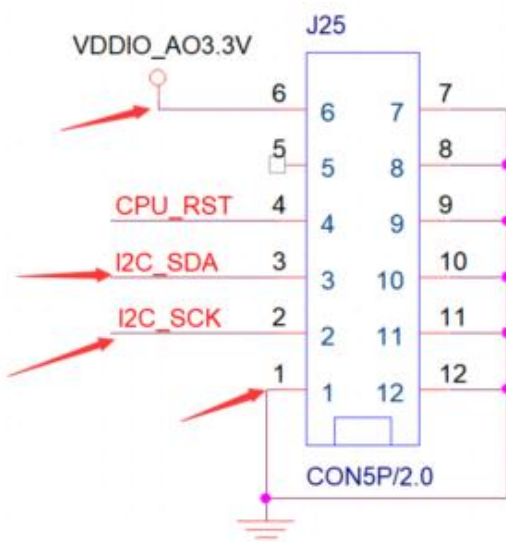 J25
VDDIO_AO3.3V
6 6 7 7
5 5 8 8
CPU_RST 4 4 9 9
I2C_SDA 3 3 10 10
I2C_SCK 2 2 11 11
1 1 12 12
CON5P/2.0